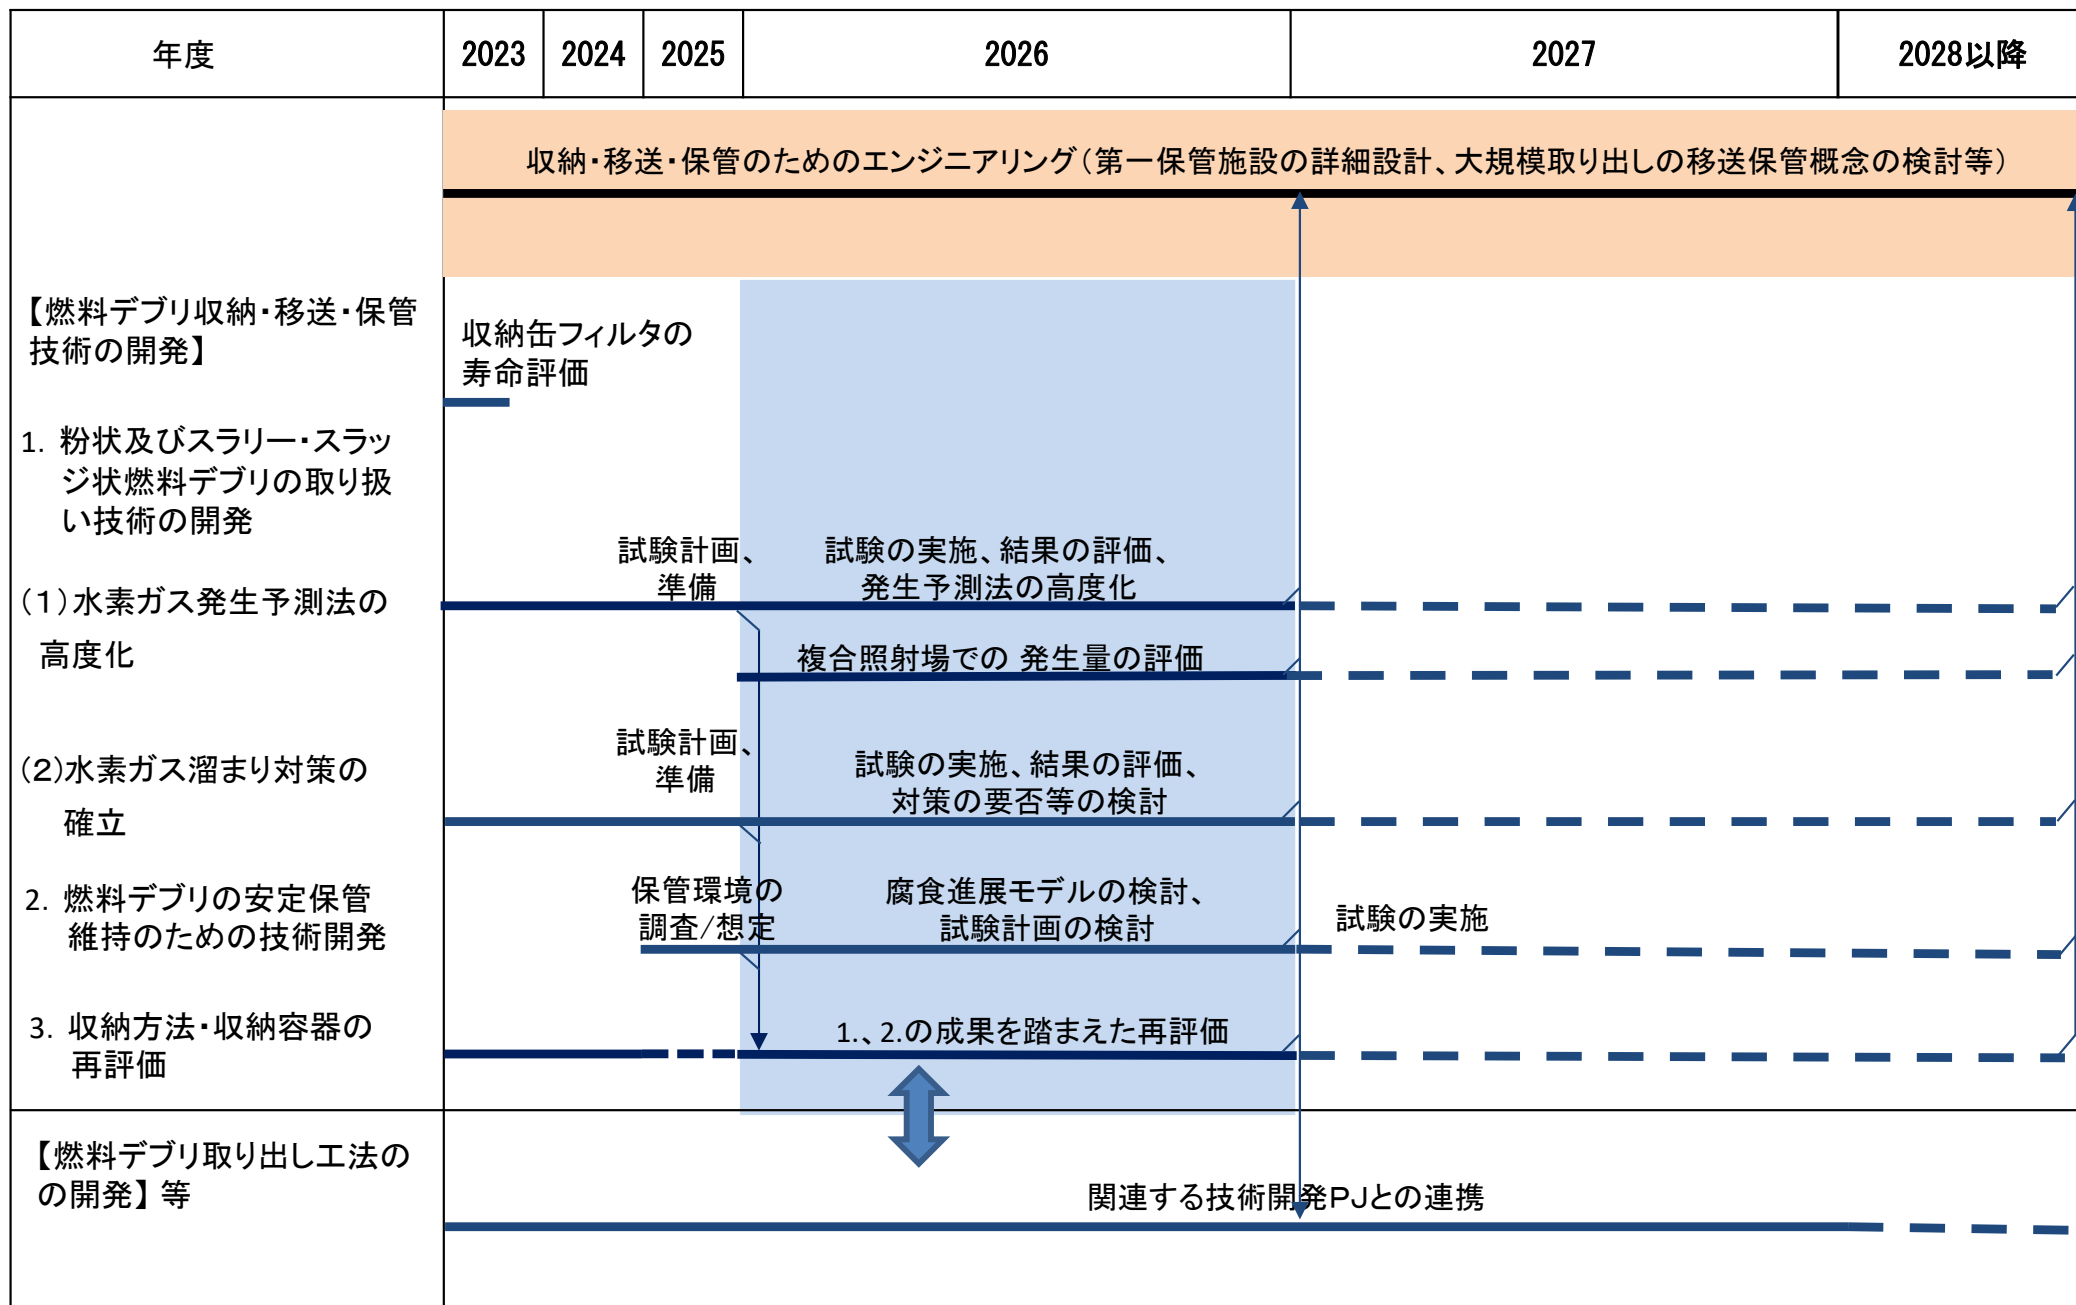 年度 2023 2024 2025 2026 2027 2028以降
収納・移送・保管のためのエンジニアリング（第一保管施設の詳細設計、大規模取り出しの移送保管概念の検討等）
【燃料デブリ収納・移送・保管
技術の開発】
収納缶フィルタの
寿命評価
1. 粉状及びスラリー・スラッ
ジ状燃料デブリの取り扱
い技術の開発
（１）水素ガス発生予測法の
高度化
試験計画、
準備
試験の実施、結果の評価、
発生予測法の高度化
複合照射場での 発生量の評価
（２）水素ガス溜まり対策の
確立
試験計画、
準備
試験の実施、結果の評価、
対策の要否等の検討
2. 燃料デブリの安定保管
維持のための技術開発
保管環境の
調査/想定
腐食進展モデルの検討、
試験計画の検討
試験の実施
3. 収納方法・収納容器の
再評価
1.、2.の成果を踏まえた再評価
【燃料デブリ取り出し工法の
の開発】 等
関連する技術開発ＰＪとの連携